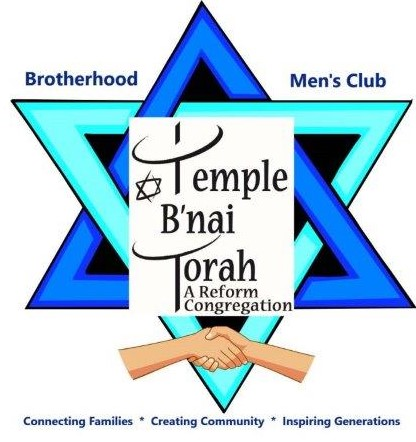 Brotherhood Men's Club
Temple
B'nai
Torah
A Reform
Congregation
Connecting Families * Creating Community * Inspiring Generations